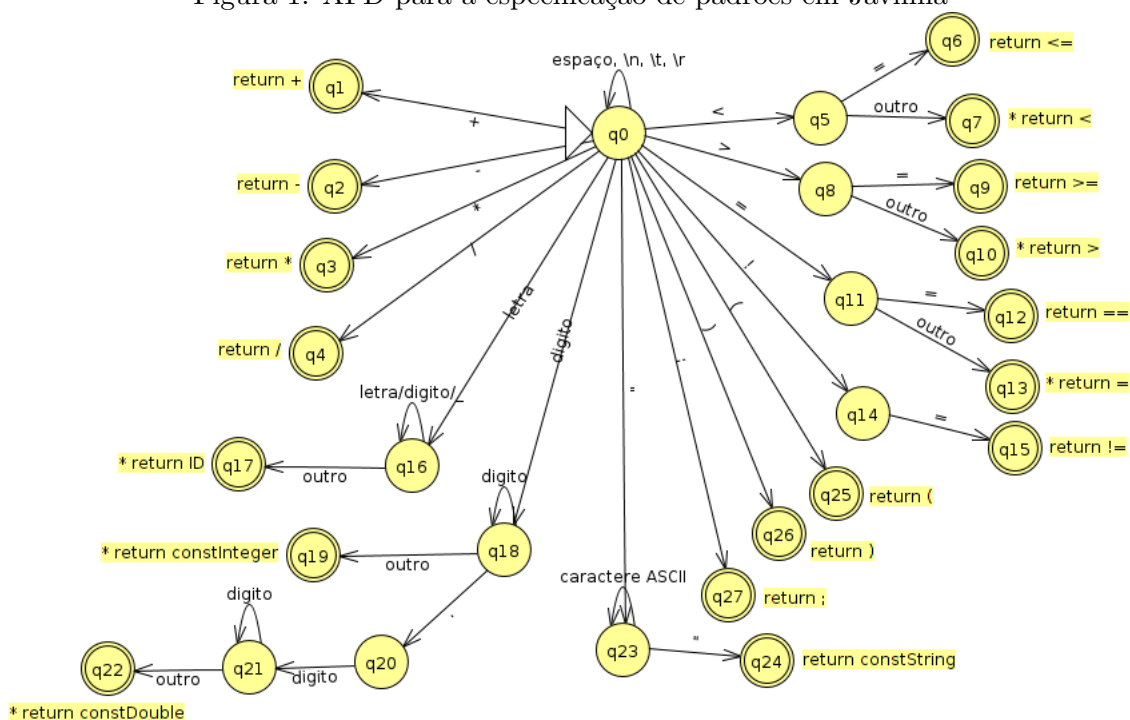 Figura 1: AFD para a especificação de padrões em Javinha
q6 return <=
espaço, \n, \t, \r
return + q1
=
<
q5
outro
q7 * return <
+
q0
>
return - q2
-
q8
=
q9 return >=
outro
*
=
return * q3
/
q10 * return >
!
q11
=
q12 return ==
letra
(
outro
digito
)
return / q4
;
"
q13 * return =
letra/digito/_
q14
=
q15 return !=
* return ID q17
outro
q16
digito
q25 return (
q26
return )
* return constInteger q19
outro
q18
caractere ASCII
q27 return ;
digito
.
q23
"
q24 return constString
q22
outro
q21
digito
q20
* return constDouble